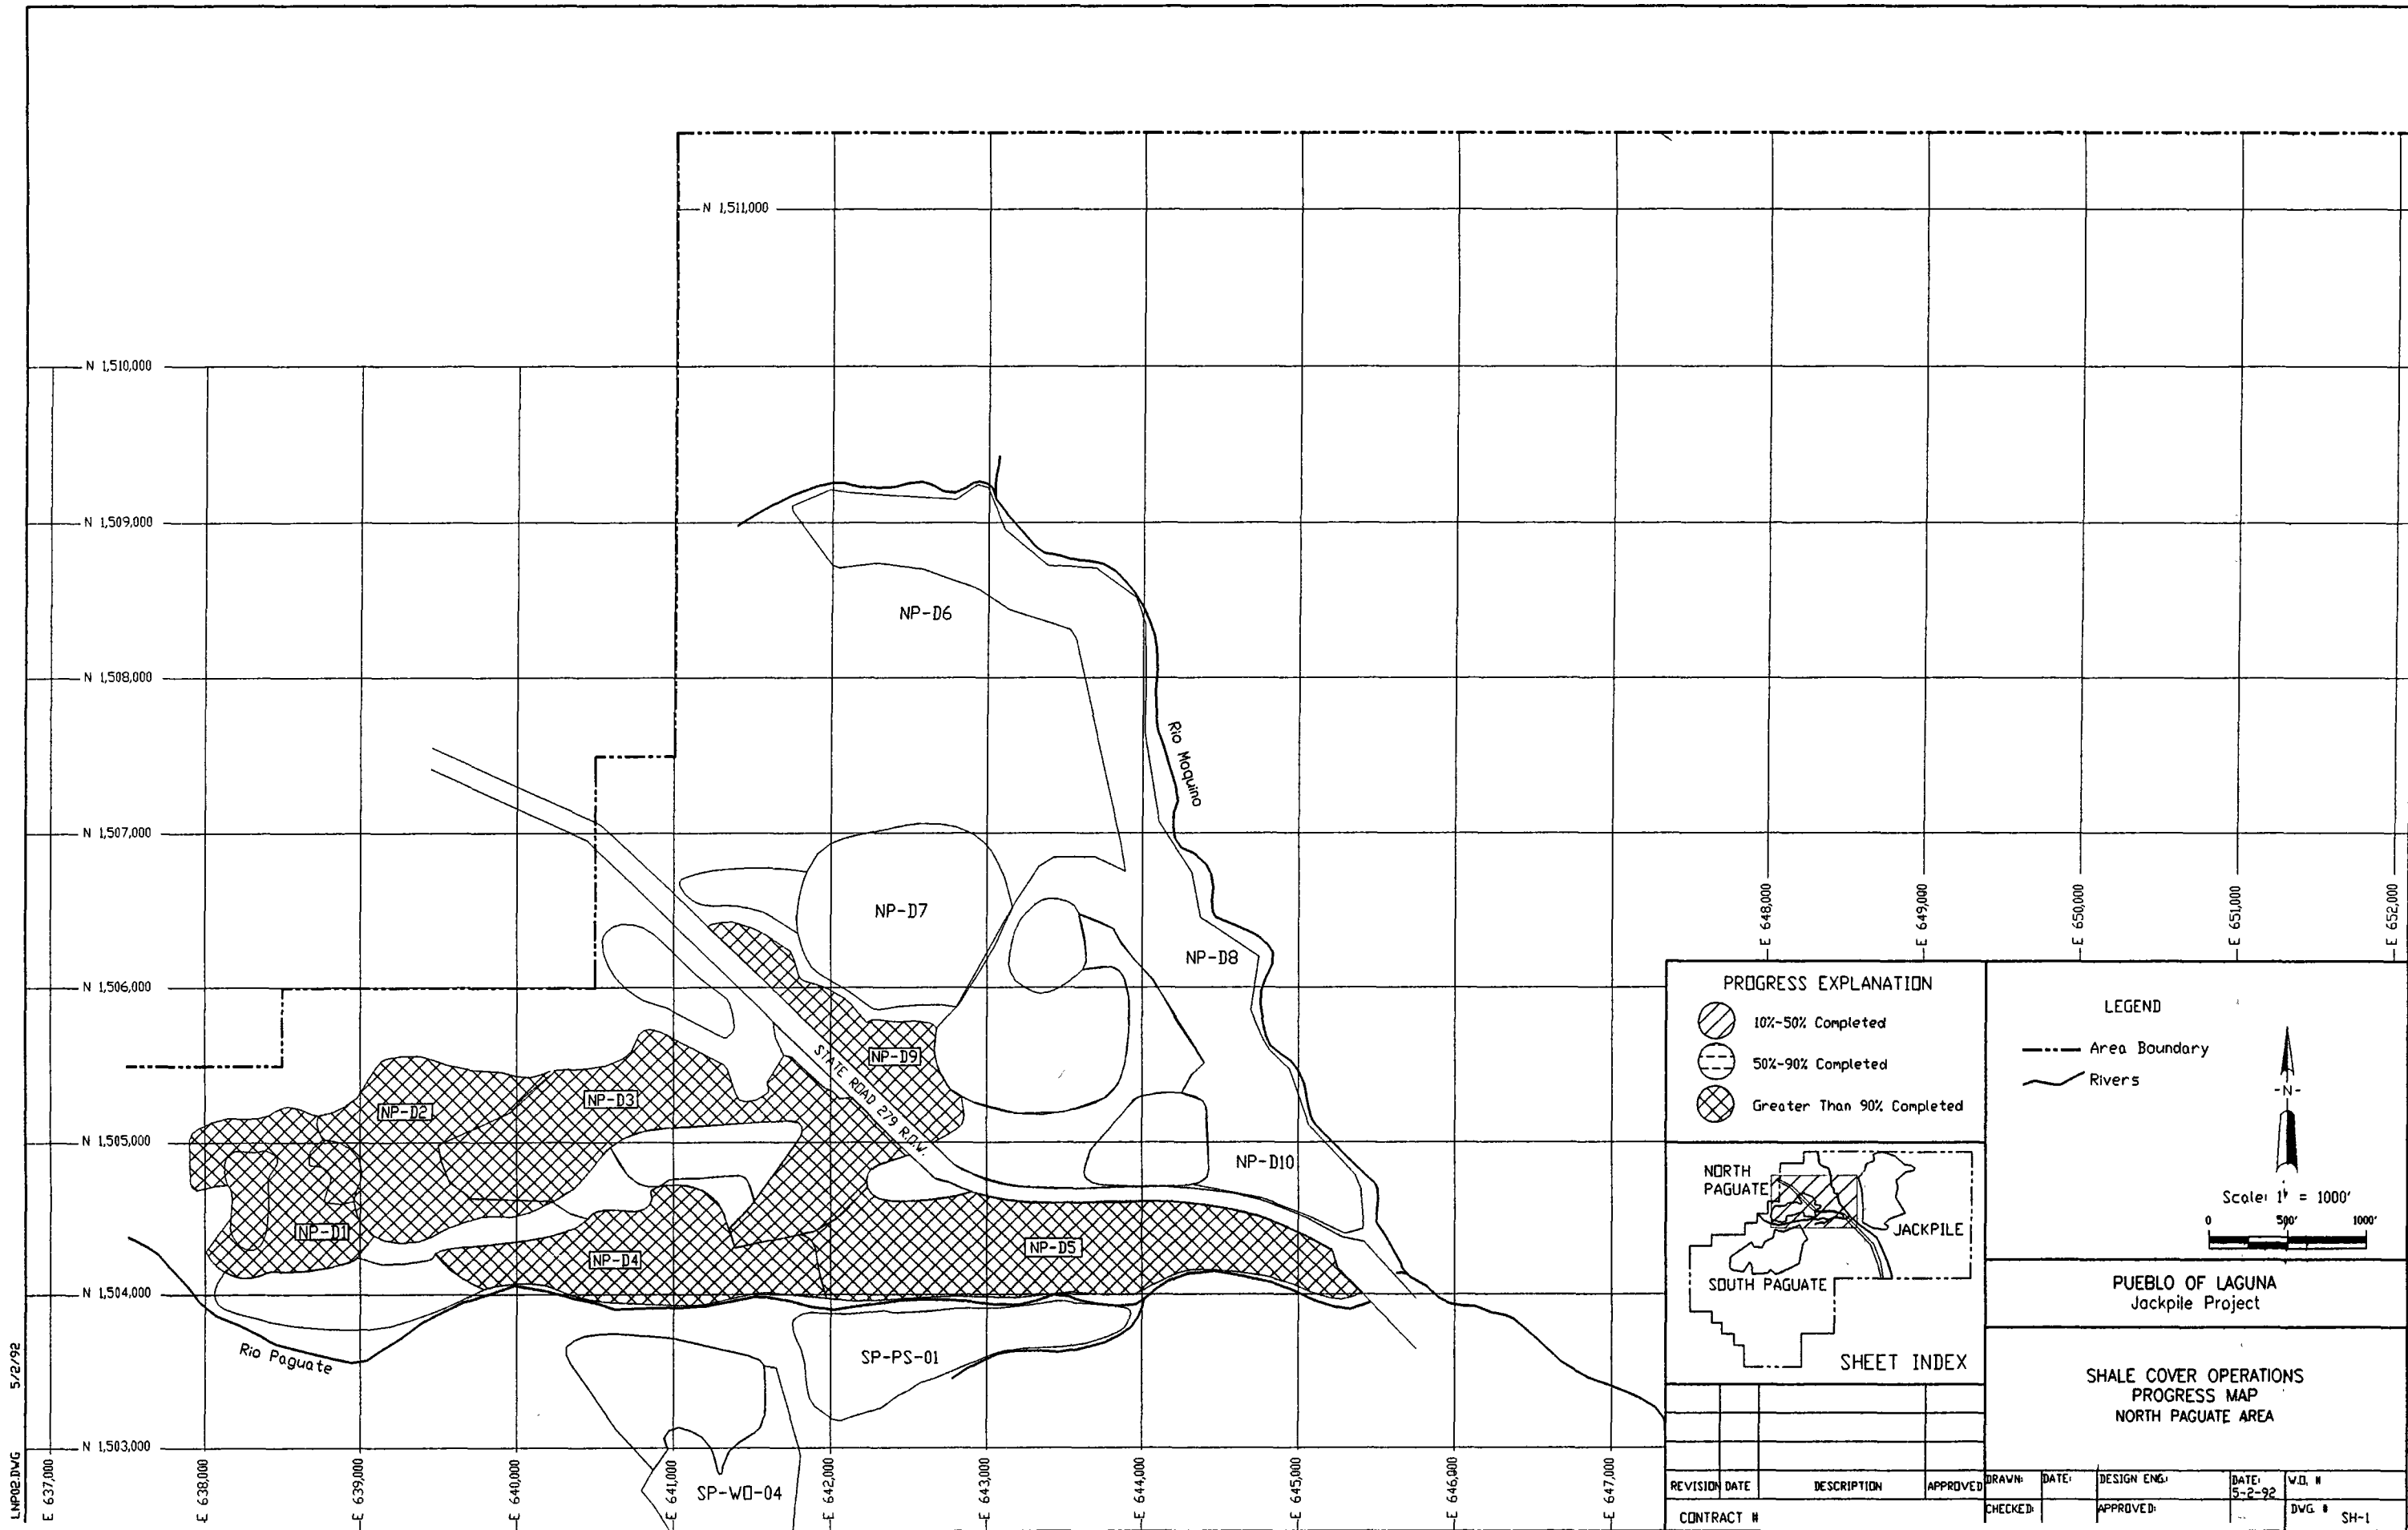 N 1,511,000
N 1,510,000
N 1,509,000
N 1,508,000
N 1,507,000
N 1,506,000
N 1,505,000
N 1,504,000
N 1,503,000
NP-D6
Rio Moquino
NP-D7
NP-D8
NP-D9
STATE ROAD 279 R.O.W.
NP-D3
NP-D2
NP-D10
NP-D1
NP-D4
NP-D5
Rio Paguate
SP-PS-01
SP-WO-04
E 637,000
E 638,000
E 639,000
E 640,000
E 641,000
E 642,000
E 643,000
E 644,000
E 645,000
E 646,000
E 647,000
E 648,000
E 649,000
E 650,000
E 651,000
E 652,000
LNP02.DWG 5/2/92
PROGRESS EXPLANATION
10%-50% Completed
50%-90% Completed
Greater Than 90% Completed
LEGEND
Area Boundary
Rivers
-N-
Scale: 1" = 1000'
0 500' 1000'
NORTH
PAGUATE
JACKPILE
SOUTH PAGUATE
SHEET INDEX
PUEBLO OF LAGUNA
Jackpile Project
SHALE COVER OPERATIONS
PROGRESS MAP
NORTH PAGUATE AREA
REVISION DATE DESCRIPTION APPROVED
CONTRACT #
DRAWN: DATE: DESIGN ENG.: DATE: W.O. #
5-2-92
CHECKED: APPROVED: DWG. #
SH-1